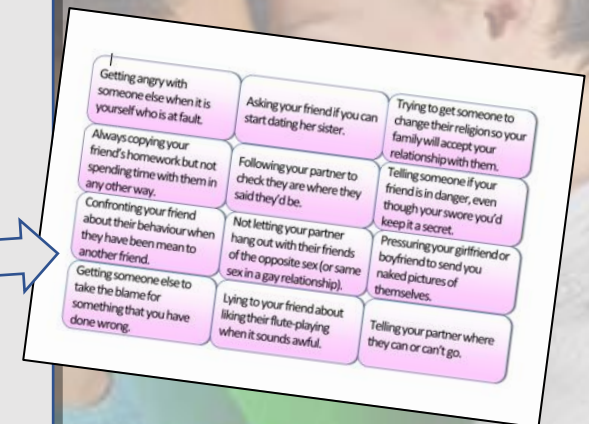 Getting angry with
someone else when it is
yourself who is at fault.
Asking your friend if you can
start dating her sister.
Trying to get someone to
change their religion so your
family will accept your
relationship with them.
Always copying your
friend's homework but not
spending time with them in
any other way.
Following your partner to
check they are where they
said they'd be.
Telling someone if your
friend is in danger, even
though your swore you'd
keep it a secret.
Confronting your friend
about their behaviour when
they have been mean to
another friend.
Not letting your partner
hang out with their friends
of the opposite sex (or same
sex in a gay relationship).
Pressuring your girlfriend or
boyfriend to send you
naked pictures of
themselves.
Getting someone else to
take the blame for
something that you have
done wrong.
Lying to your friend about
liking their flute-playing
when it sounds awful.
Telling your partner where
they can or can't go.